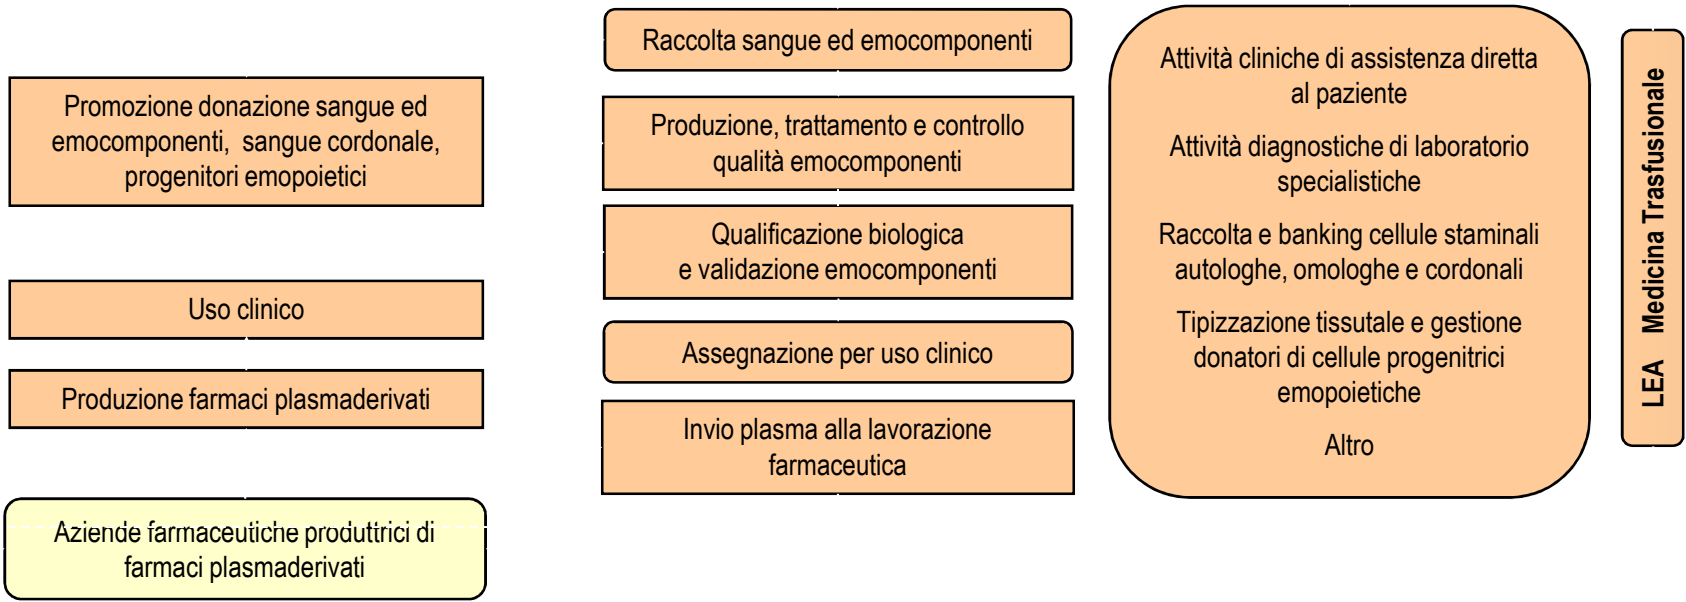 Promozione donazione sangue ed
emocomponenti, sangue cordonale,
progenitori emopoietici
Uso clinico
Produzione farmaci plasmaderivati
Aziende farmaceutiche produttrici di
farmaci plasmaderivati
Raccolta sangue ed emocomponenti
Produzione, trattamento e controllo
qualità emocomponenti
Qualificazione biologica
e validazione emocomponenti
Assegnazione per uso clinico
Invio plasma alla lavorazione
farmaceutica
Attività cliniche di assistenza diretta
al paziente
Attività diagnostiche di laboratorio
specialistiche
Raccolta e banking cellule staminali
autologhe, omologhe e cordonali
Tipizzazione tissutale e gestione
donatori di cellule progenitrici
emopoietiche
Altro
LEA Medicina Trasfusionale